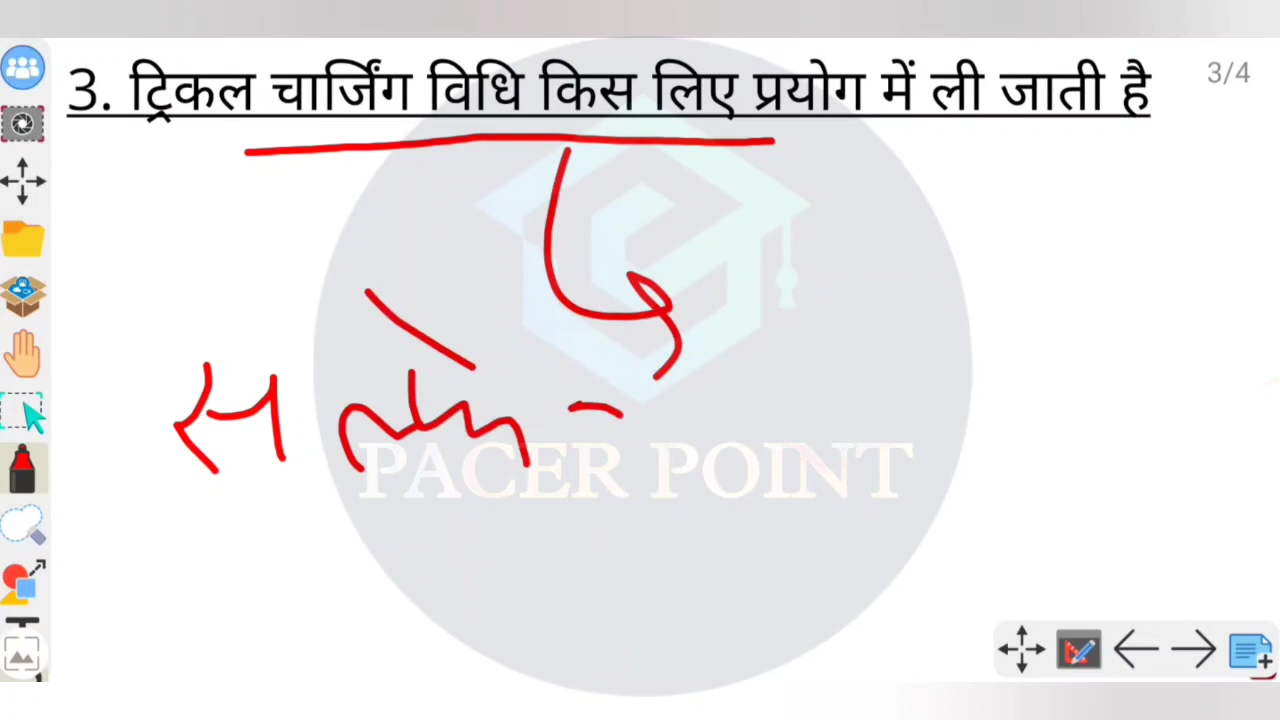 3. ट्रिकल चार्जिंग विधि किस लिए प्रयोग में ली जाती है
3/4
PACER POINT